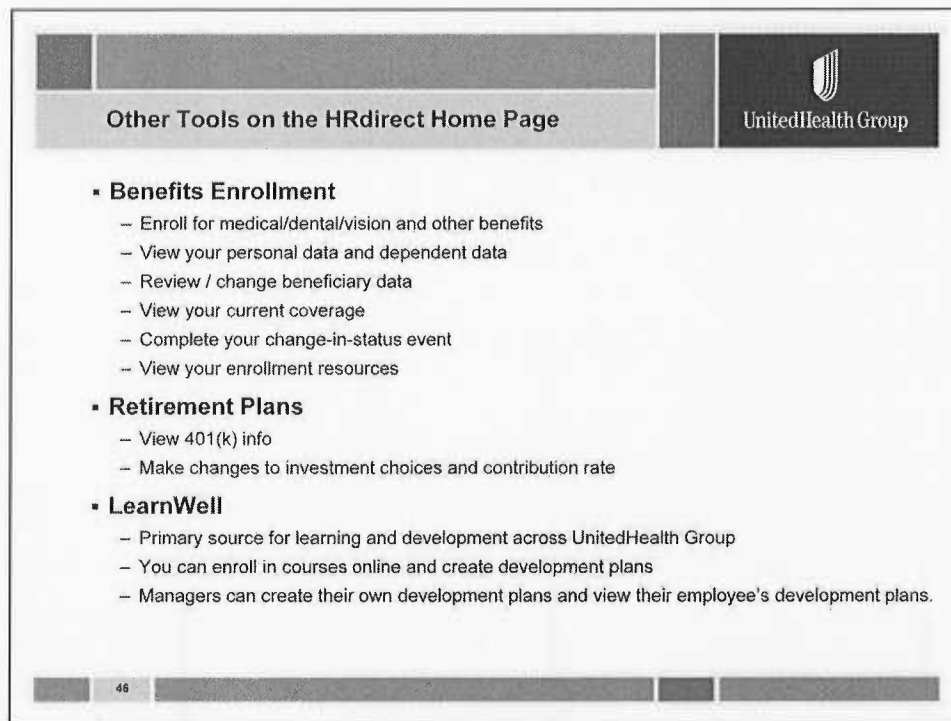 Other Tools on the HRdirect Home Page
UnitedHealth Group
▪ Benefits Enrollment
– Enroll for medical/dental/vision and other benefits
– View your personal data and dependent data
– Review / change beneficiary data
– View your current coverage
– Complete your change-in-status event
– View your enrollment resources
▪ Retirement Plans
– View 401(k) info
– Make changes to investment choices and contribution rate
▪ LearnWell
– Primary source for learning and development across UnitedHealth Group
– You can enroll in courses online and create development plans
– Managers can create their own development plans and view their employee's development plans.
46